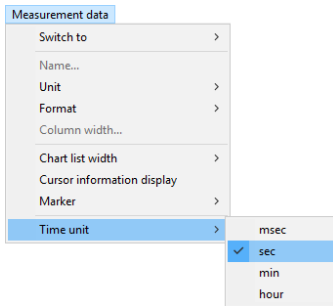 Measurement data
Switch to
Name...
Unit
Format
Column width...
Chart list width
Cursor information display
Marker
Time unit
msec
sec
min
hour